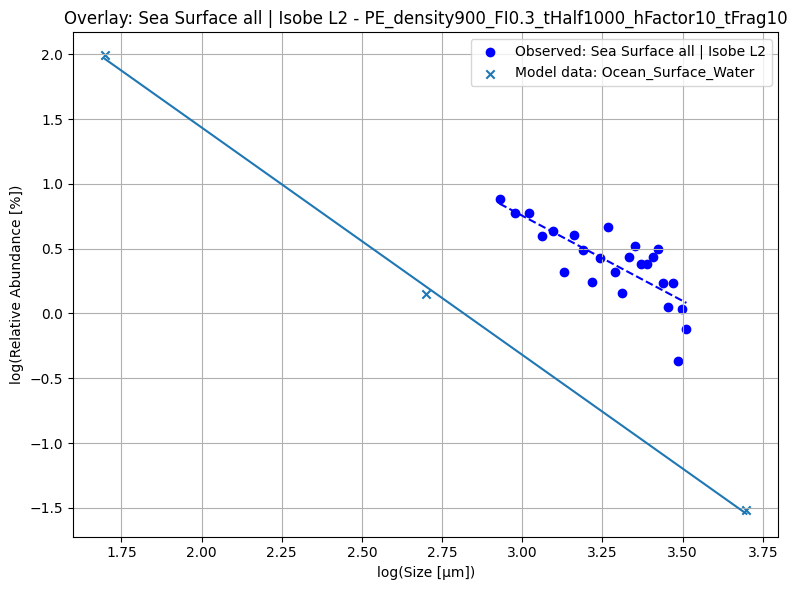 Overlay: Sea Surface all | Isobe L2 - PE_density900_FI0.3_tHalf1000_hFactor10_tFrag10
Observed: Sea Surface all | Isobe L2
Model data: Ocean_Surface_Water
log(Relative Abundance [%])
2.0
1.5
1.0
0.5
0.0
−0.5
−1.0
−1.5
1.75 2.00 2.25 2.50 2.75 3.00 3.25 3.50 3.75
log(Size [μm])